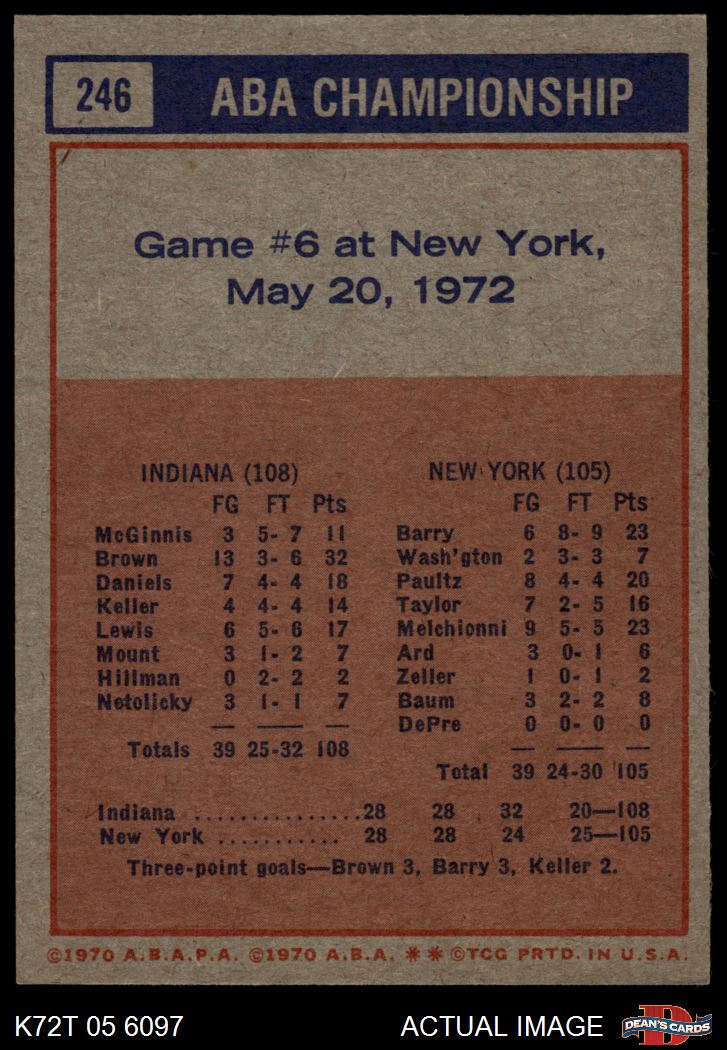 246 ABA CHAMPIONSHIP
Game #6 at New York,
May 20, 1972
INDIANA (108)
FG FT Pts
McGinnis 3 5- 7 11
Brown 13 3- 6 32
Daniels 7 4- 4 18
Keller 4 4- 4 14
Lewis 6 5- 6 17
Mount 3 1- 2 7
Hillman 0 2- 2 2
Netolicky 3 1- 1 7
Totals 39 25-32 108
NEW YORK (105)
FG FT Pts
Barry 6 8- 9 23
Wash'gton 2 3- 3 7
Paultz 8 4- 4 20
Taylor 7 2- 5 16
Melchionni 9 5- 5 23
Ard 3 0- 1 6
Zeller 1 0- 1 2
Baum 3 2- 2 8
DePre 0 0- 0 0
Total 39 24-30 105
Indiana ...............28 28 32 20—108
New York ........... 28 28 24 25—105
Three-point goals—Brown 3, Barry 3, Keller 2.
©1970 A.B.A.P.A. ©1970 A.B.A. ** ©TCG PRTD. IN U.S.A.
K72T 05 6097 ACTUAL IMAGE D DEAN'S CARDS